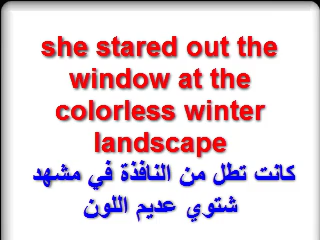 she stared out the
window at the
colorless winter
landscape
كانت تطل من النافذة في مشهد
شتوي عديم اللون